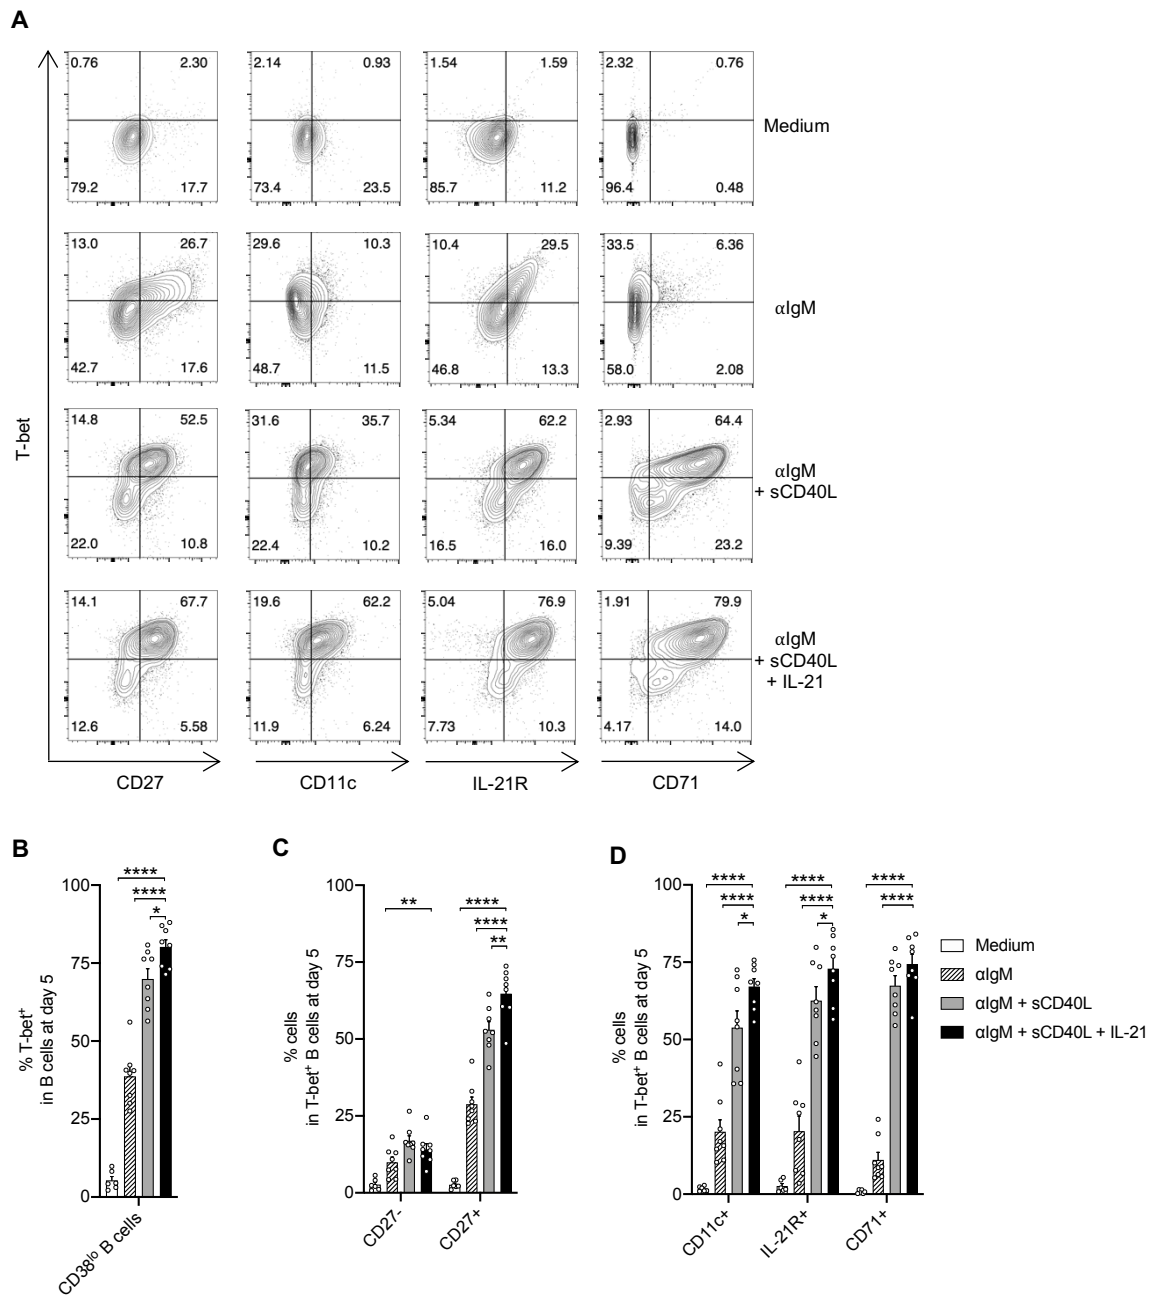 A
0.76 2.30 2.14 0.93 1.54 1.59 2.32 0.76
Medium
79.2 17.7 73.4 23.5 85.7 11.2 96.4 0.48
13.0 26.7 29.6 10.3 10.4 29.5 33.5 6.36
αIgM
42.7 17.6 48.7 11.5 46.8 13.3 58.0 2.08
T-bet
14.8 52.5 31.6 35.7 5.34 62.2 2.93 64.4
αIgM
+ sCD40L
22.0 10.8 22.4 10.2 16.5 16.0 9.39 23.2
14.1 67.7 19.6 62.2 5.04 76.9 1.91 79.9
αIgM
+ sCD40L
+ IL-21
12.6 5.58 11.9 6.24 7.73 10.3 4.17 14.0
CD27 CD11c IL-21R CD71
B
% T-bet⁺
in B cells at day 5
100
75
50
25
0
****
****
*
CD38ˡᵒ B cells
C
% cells
in T-bet⁺ B cells at day 5
100
75
50
25
0
**
****
****
**
CD27-
CD27+
D
% cells
in T-bet⁺ B cells at day 5
100
75
50
25
0
**** **** ****
**** **** ****
* *
CD11c+
IL-21R+
CD71+
Medium
αIgM
αIgM + sCD40L
αIgM + sCD40L + IL-21